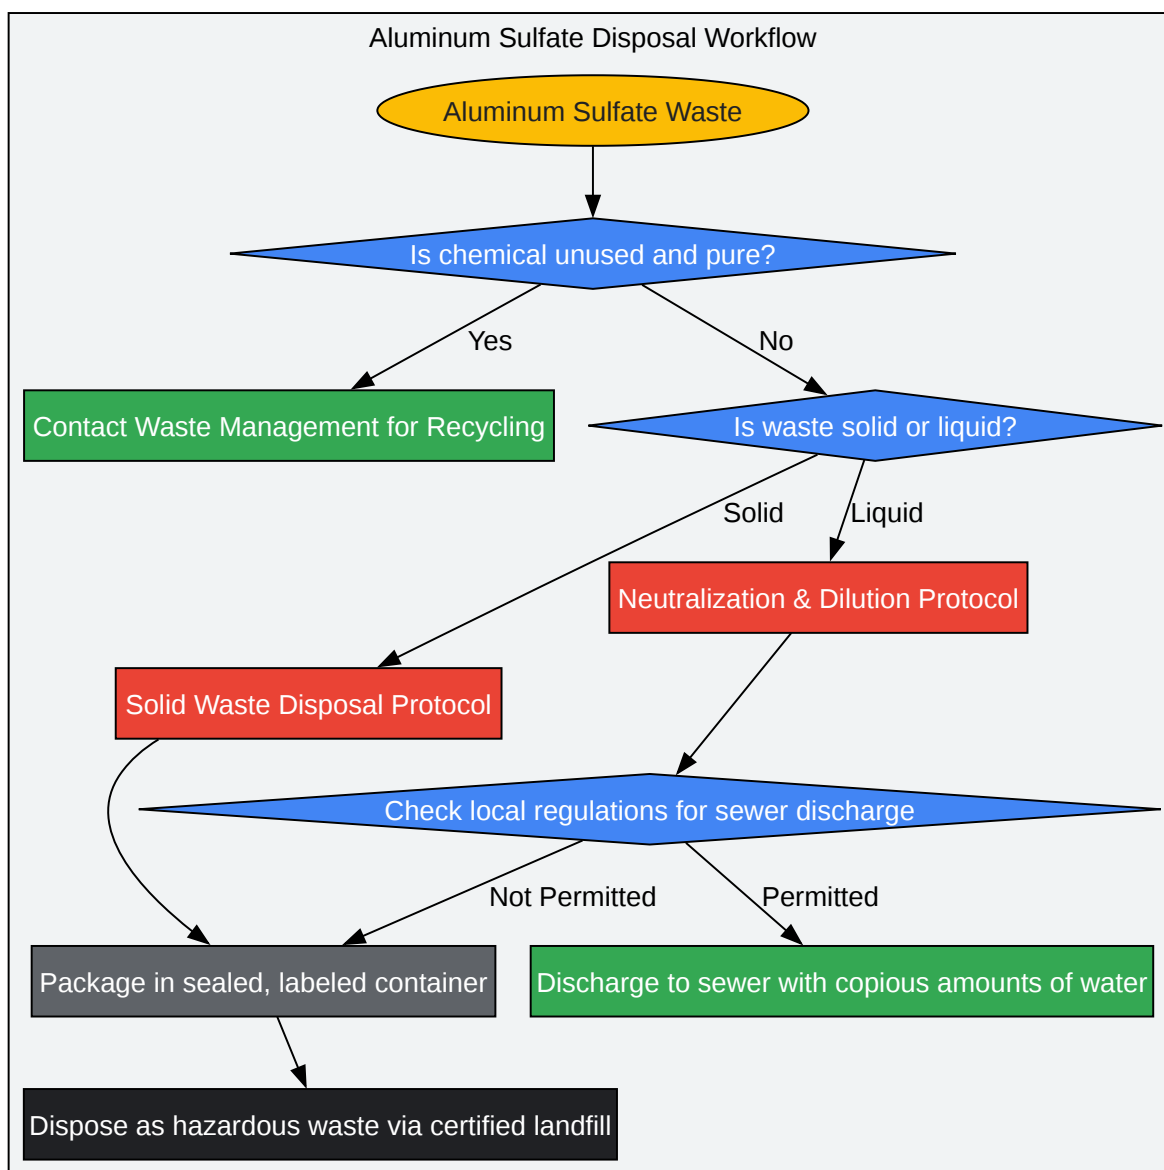 Aluminum Sulfate Disposal Workflow
Aluminum Sulfate Waste
Is chemical unused and pure?
Yes
No
Contact Waste Management for Recycling
Is waste solid or liquid?
Solid
Liquid
Neutralization & Dilution Protocol
Solid Waste Disposal Protocol
Check local regulations for sewer discharge
Not Permitted
Permitted
Package in sealed, labeled container
Discharge to sewer with copious amounts of water
Dispose as hazardous waste via certified landfill